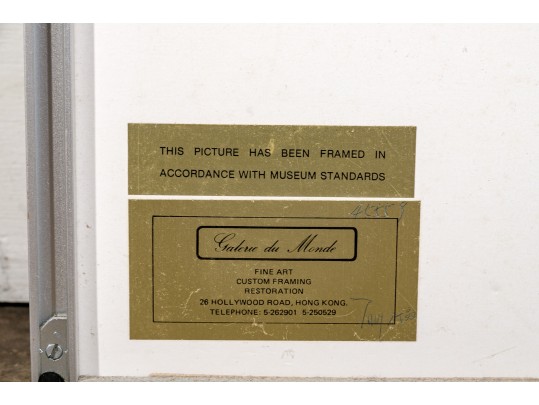 THIS PICTURE HAS BEEN FRAMED IN
ACCORDANCE WITH MUSEUM STANDARDS
Galerie du Monde
FINE ART
CUSTOM FRAMING
RESTORATION
26 HOLLYWOOD ROAD, HONG KONG.
TELEPHONE: 5-262901 5-250529